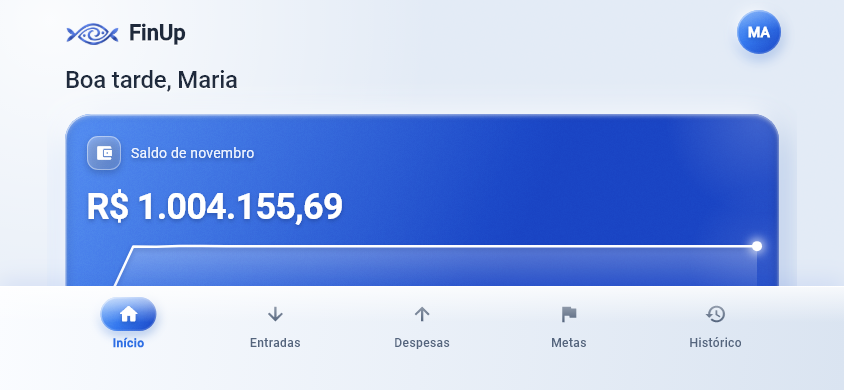 FinUp
MA
Boa tarde, Maria
Saldo de novembro
R$ 1.004.155,69
Início
Entradas
Despesas
Metas
Histórico